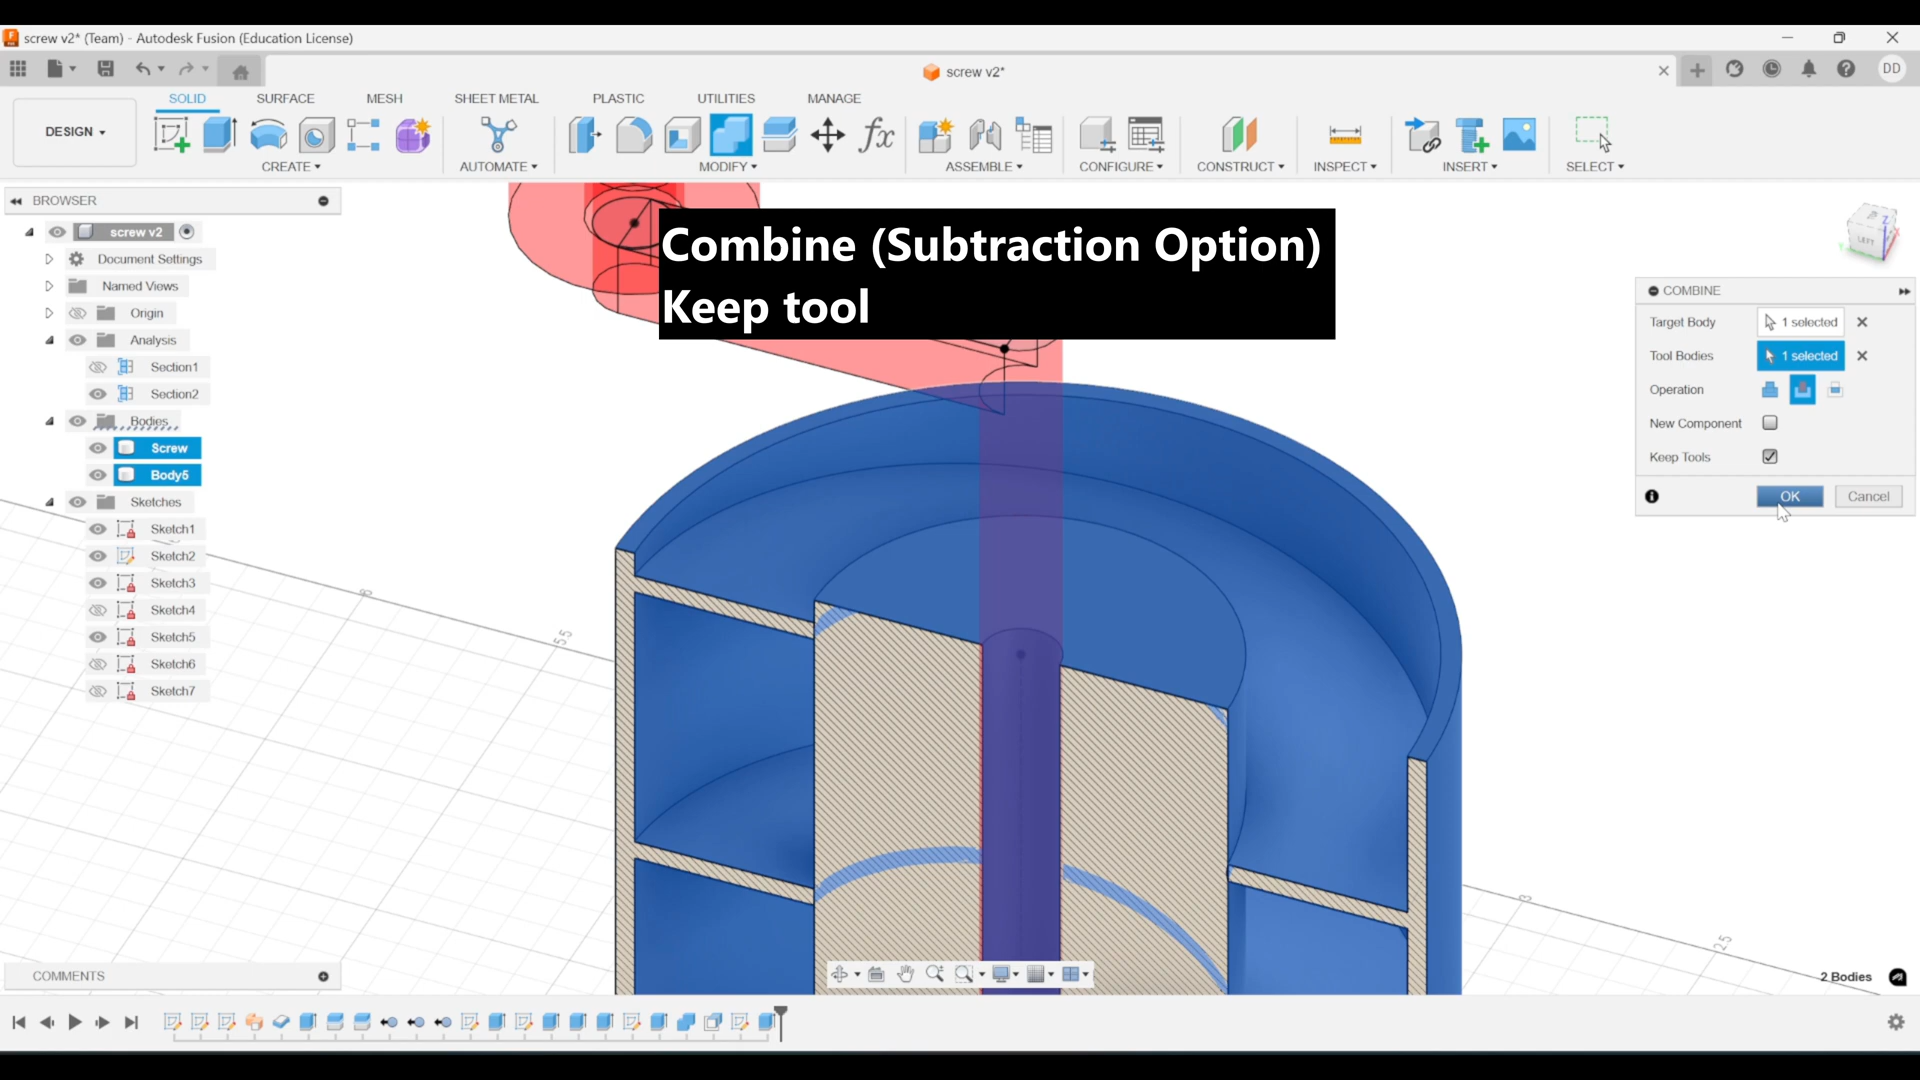 screw v2* (Team) - Autodesk Fusion (Education License)
screw v2*
DD
DESIGN
SOLID
SURFACE
MESH
SHEET METAL
PLASTIC
UTILITIES
MANAGE
CREATE
AUTOMATE
MODIFY
ASSEMBLE
CONFIGURE
CONSTRUCT
INSPECT
INSERT
SELECT
fx
BROWSER
screw v2
Document Settings
Named Views
Origin
Analysis
Section1
Section2
Bodies
Screw
Body5
Sketches
Sketch1
Sketch2
Sketch3
Sketch4
Sketch5
Sketch6
Sketch7
Combine (Subtraction Option)
Keep tool
Z
LEFT
COMBINE
Target Body 1 selected
Tool Bodies 1 selected
Operation
New Component
Keep Tools
OK Cancel
COMMENTS
2 Bodies